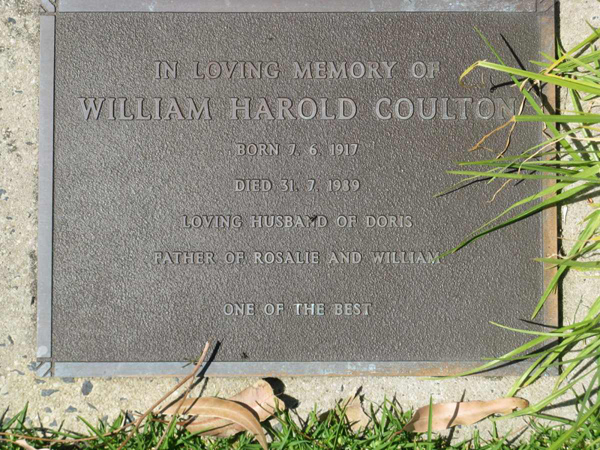 IN LOVING MEMORY OF
WILLIAM HAROLD COULTON
BORN 7. 6. 1917
DIED 31. 7. 1989
LOVING HUSBAND OF DORIS
FATHER OF ROSALIE AND WILLIAM
ONE OF THE BEST